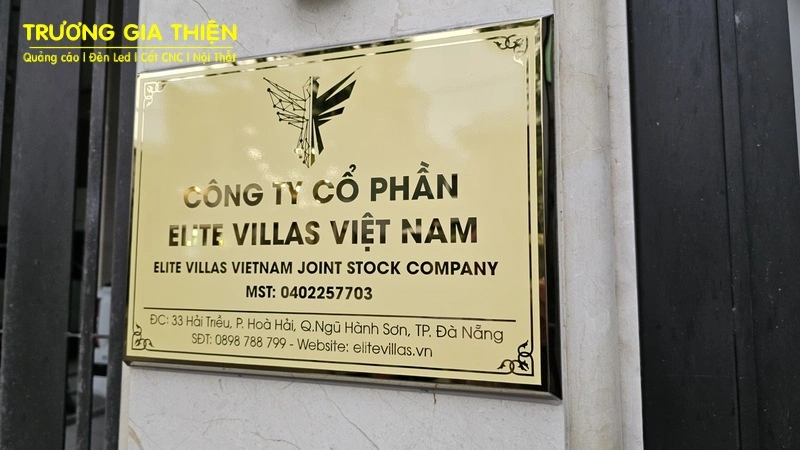 TRƯƠNG GIA THIỆN
Quảng cáo l Đèn Led l Cắt CNC l Nội Thất
CÔNG TY CỔ PHẦN
ELITE VILLAS VIỆT NAM
ELITE VILLAS VIETNAM JOINT STOCK COMPANY
MST: 0402257703
ĐC: 33 Hải Triều, P. Hoà Hải, Q.Ngũ Hành Sơn, TP. Đà Nẵng
SĐT: 0898 788 799 - Website: elitevillas.vn